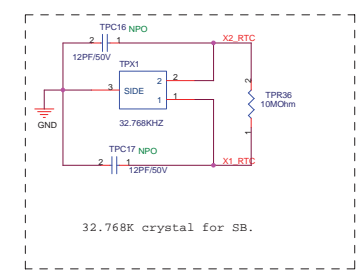 TPC16 NPO
2 1
12PF/50V
X2_RTC
TPX1
3 SIDE 2 2
1 1
32.768KHZ
2
TPR36
10MOhm
1
GND
TPC17 NPO
2 1
12PF/50V
X1_RTC
32.768K crystal for SB.